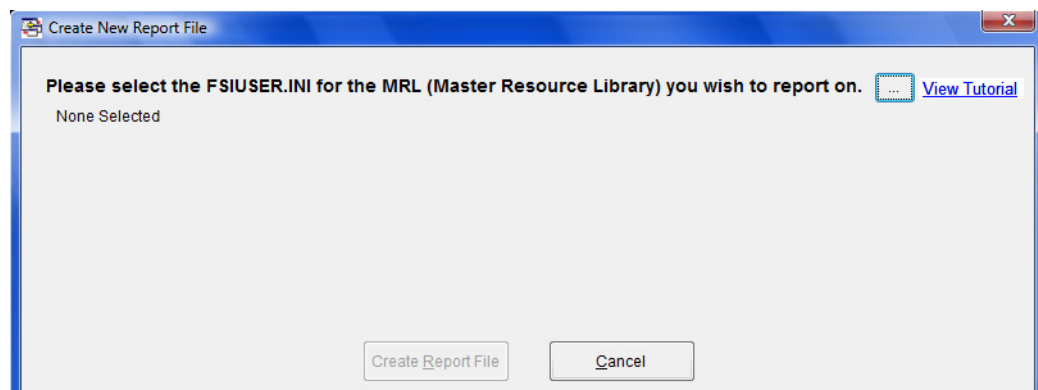 Create New Report File
X
Please select the FSIUSER.INI for the MRL (Master Resource Library) you wish to report on. ... View Tutorial
None Selected
Create Report File Cancel